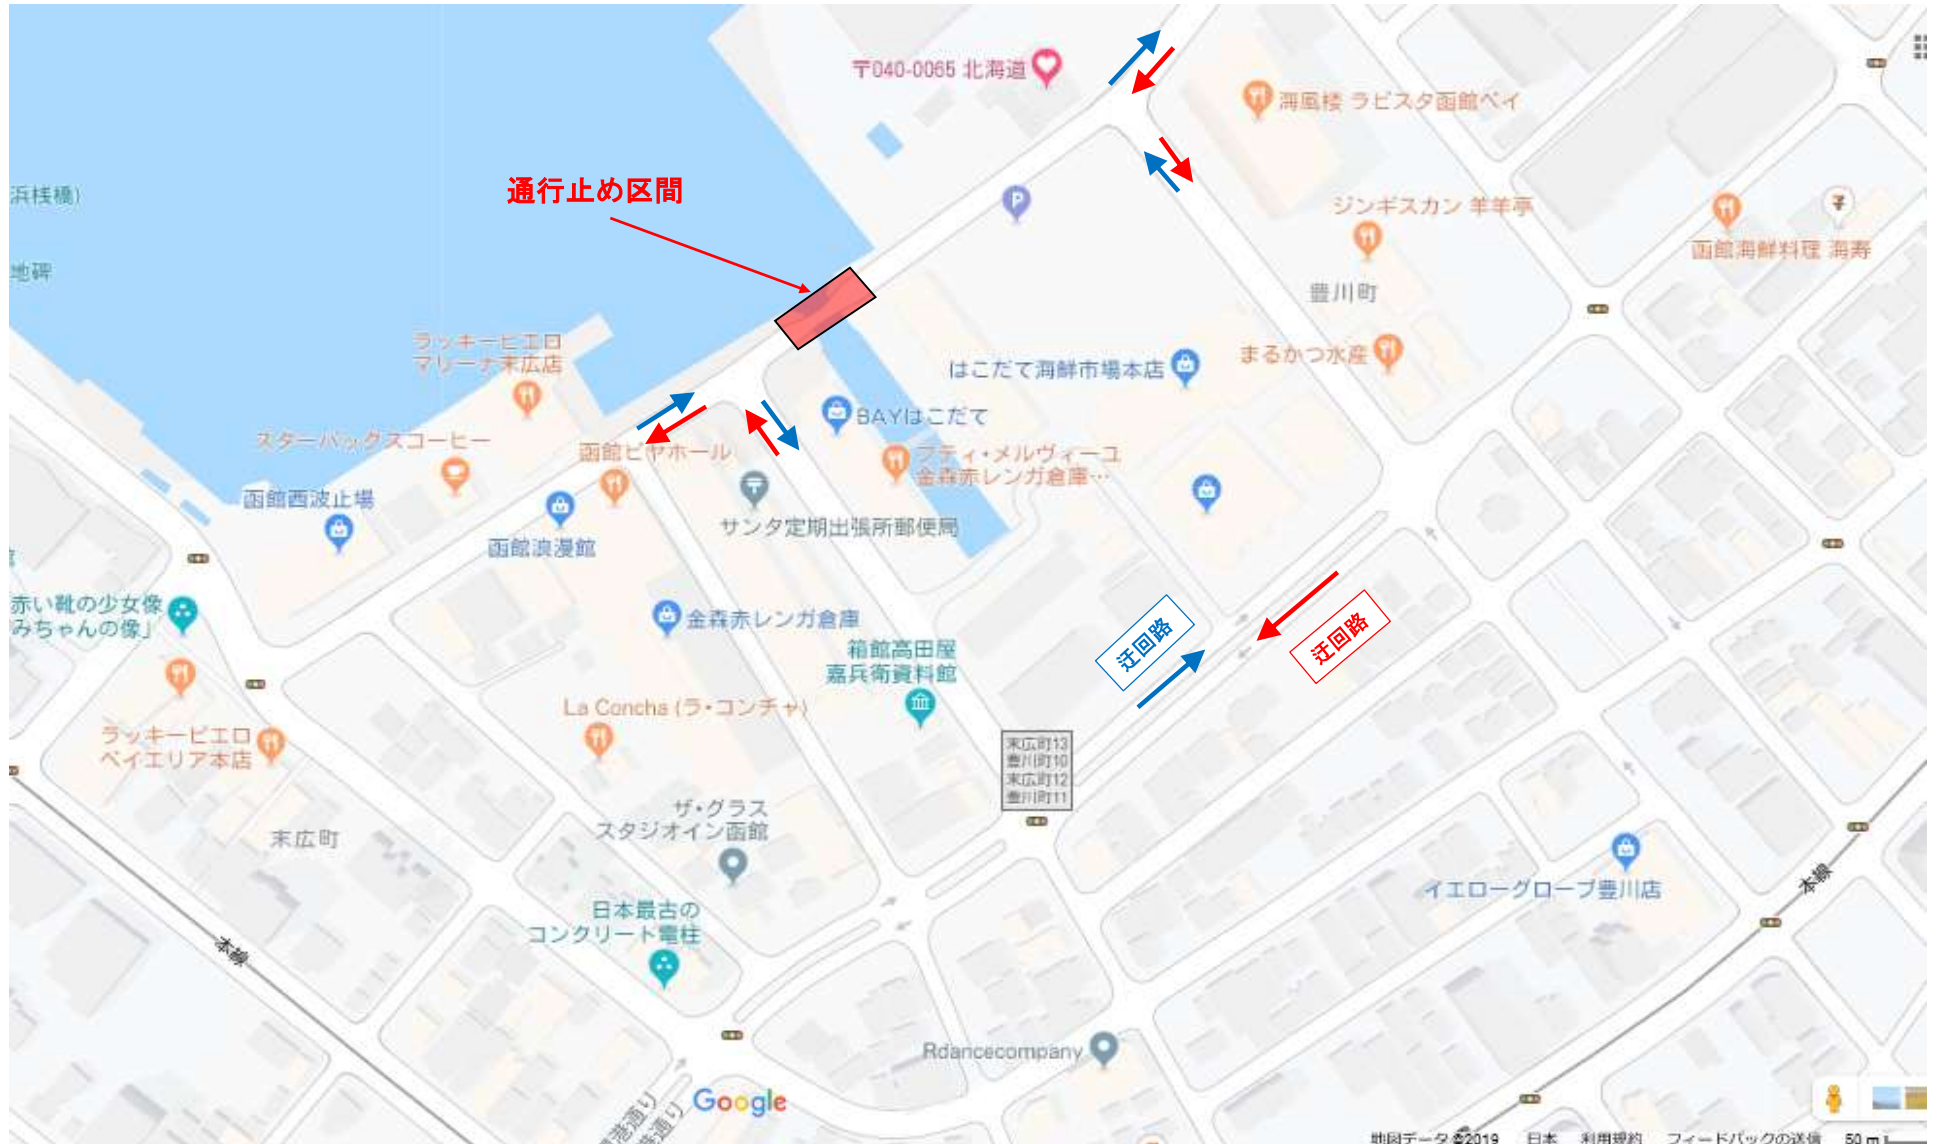 〒040-0065 北海道
海風楼 ラビスタ函館ベイ
通行止め区間
浜桟橋)
ジンギスカン 羊羊亭
函館海鮮料理 海寿
地碑
豊川町
ラッキーピエロ
マリーナ末広店
はこだて海鮮市場本店
まるかつ水産
BAYはこだて
スターバックスコーヒー
函館ビヤホール
プティ・メルヴィーユ
金森赤レンガ倉庫…
函館西波止場
サンタ定期出張所郵便局
函館浪漫館
赤い靴の少女像
みちゃんの像」
金森赤レンガ倉庫
迂回路
迂回路
箱館高田屋
嘉兵衛資料館
La Concha (ラ・コンチャ)
ラッキーピエロ
ベイエリア本店
末広町13
豊川町10
末広町12
豊川町11
ザ・グラス
スタジオイン函館
末広町
イエローグローブ豊川店
本線
日本最古の
コンクリート電柱
本線
Rdancecompany
Google
港通り
地図データ ©2019 日本 利用規約 フィードバックの送信 50 m